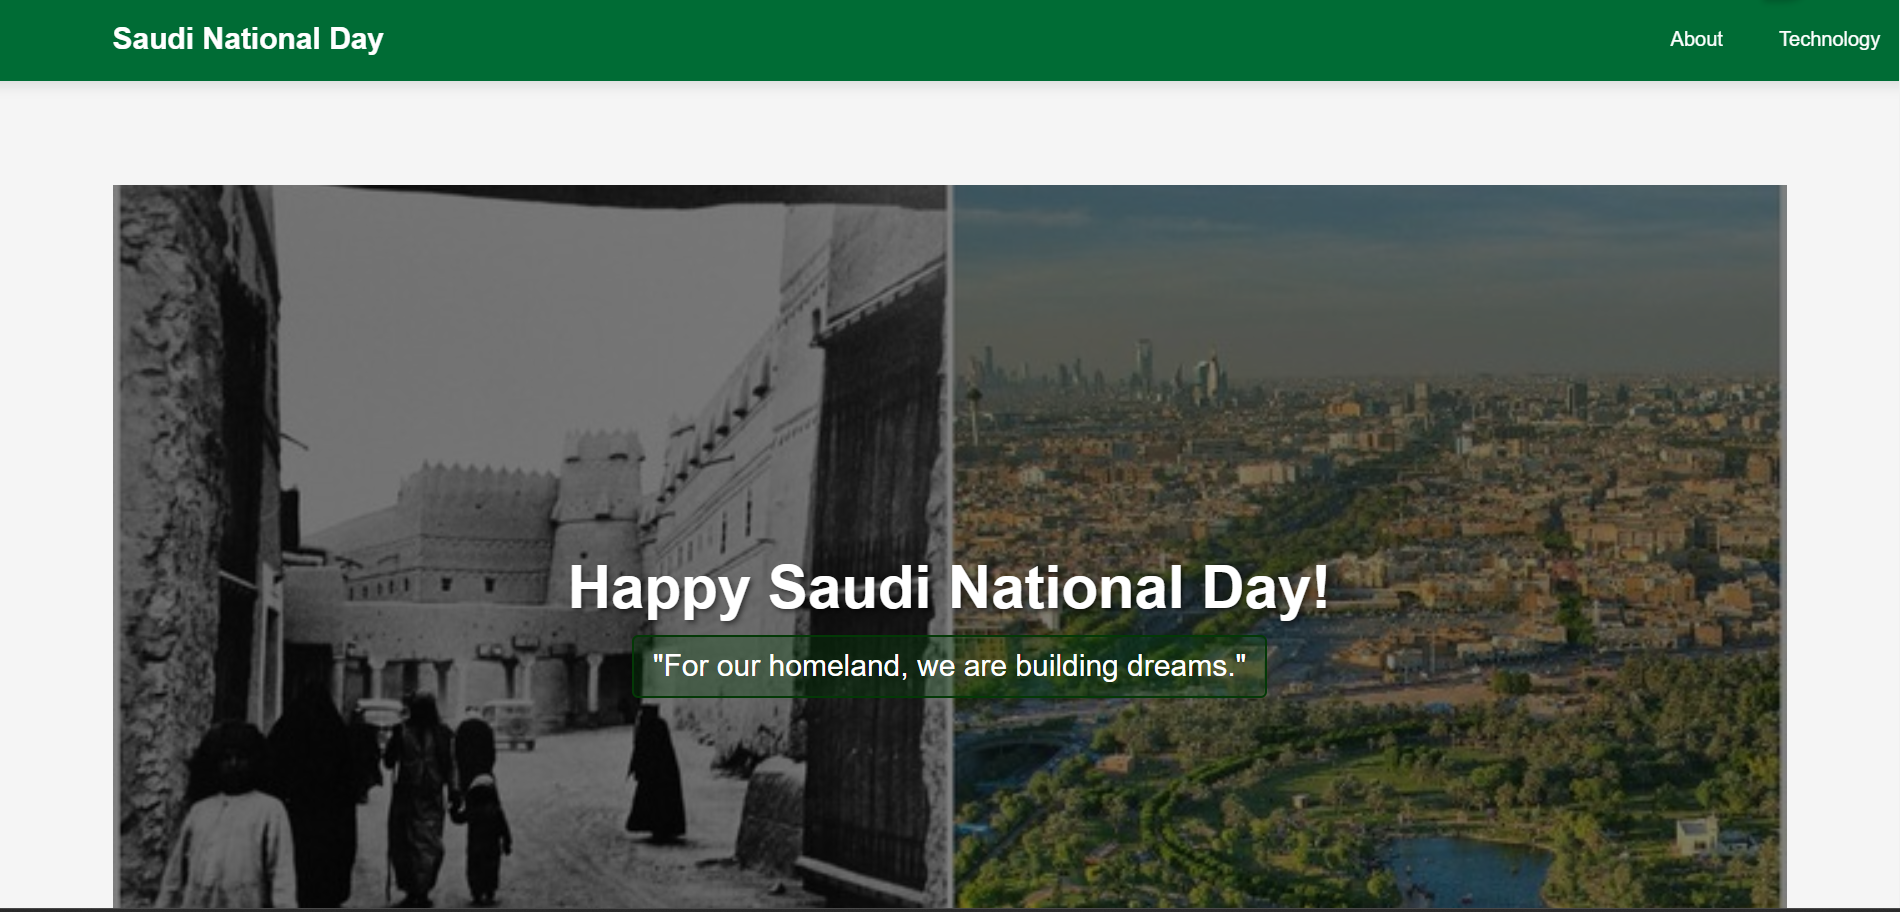 Saudi National Day
About
Technology
Happy Saudi National Day!
"For our homeland, we are building dreams."